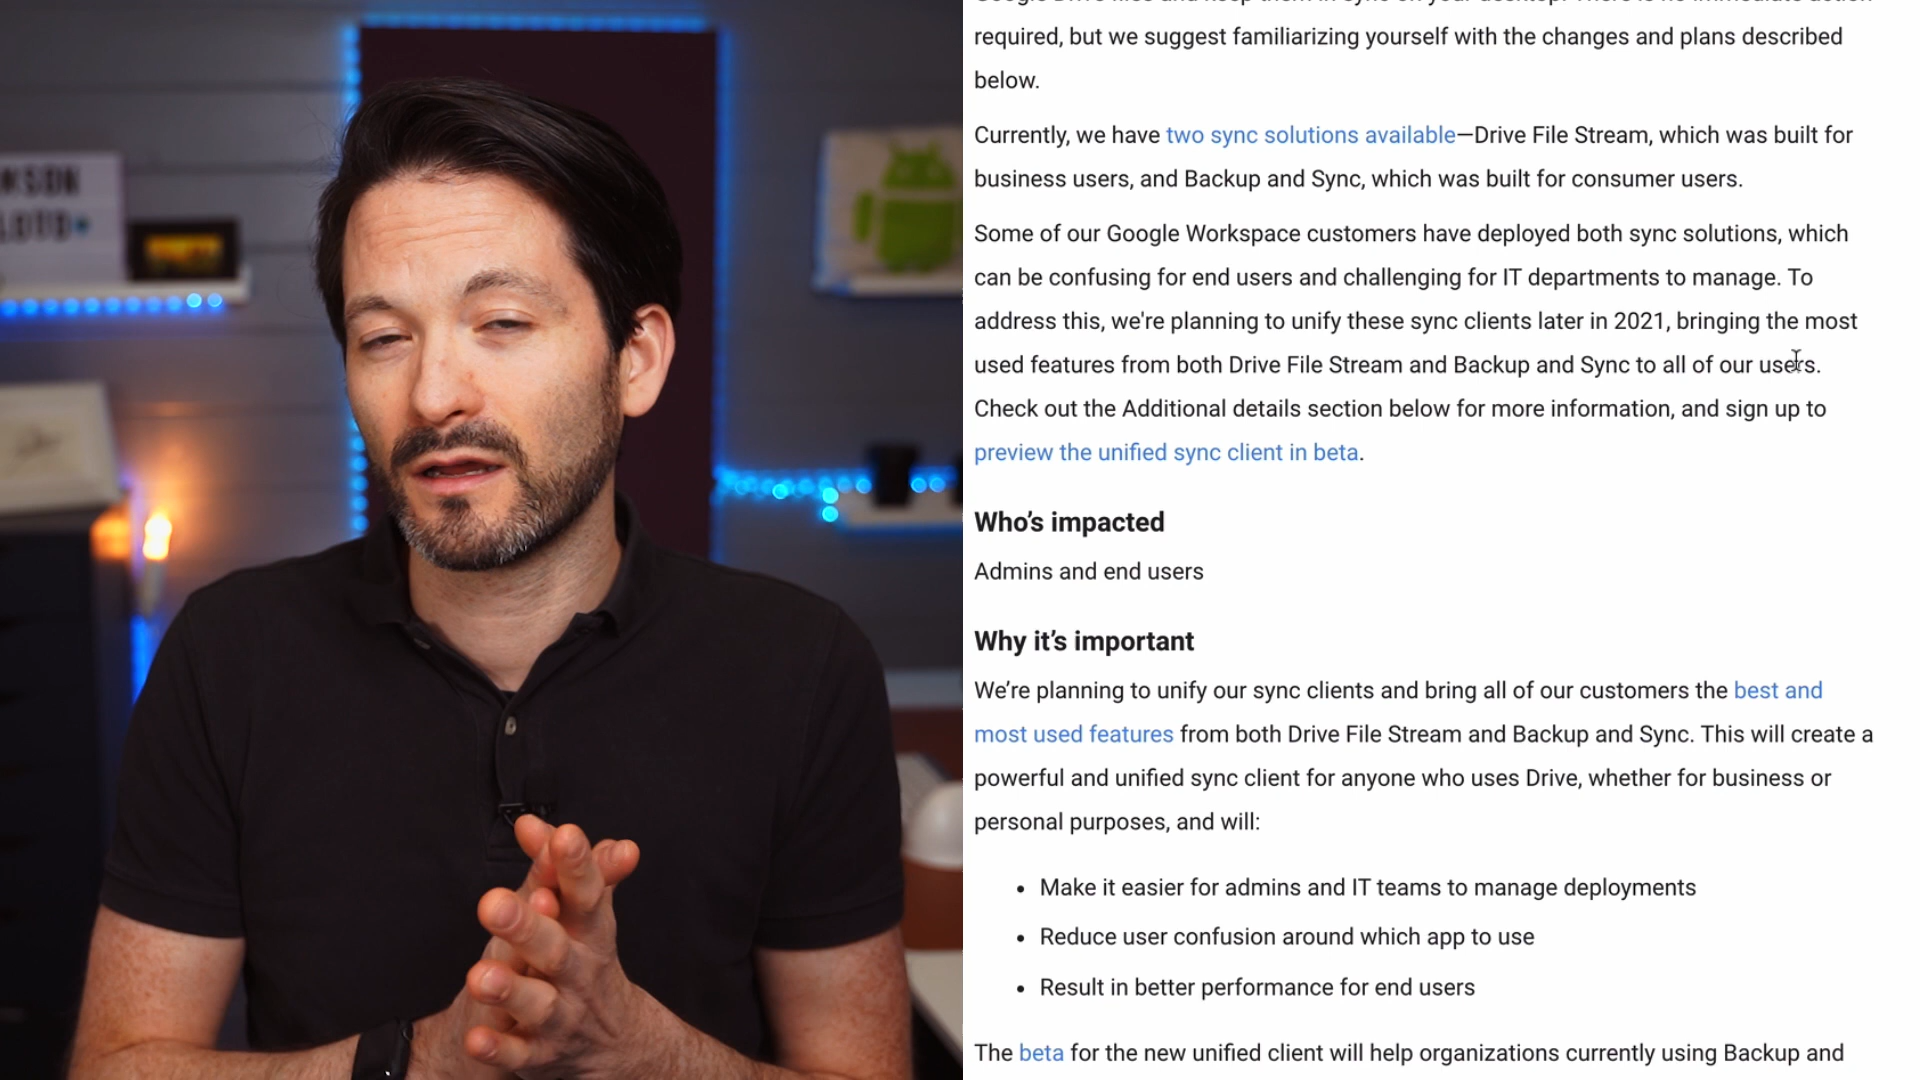 required, but we suggest familiarizing yourself with the changes and plans described
below.
Currently, we have two sync solutions available—Drive File Stream, which was built for
business users, and Backup and Sync, which was built for consumer users.
Some of our Google Workspace customers have deployed both sync solutions, which
can be confusing for end users and challenging for IT departments to manage. To
address this, we're planning to unify these sync clients later in 2021, bringing the most
used features from both Drive File Stream and Backup and Sync to all of our users.
Check out the Additional details section below for more information, and sign up to
preview the unified sync client in beta.
Who’s impacted
Admins and end users
Why it’s important
We’re planning to unify our sync clients and bring all of our customers the best and
most used features from both Drive File Stream and Backup and Sync. This will create a
powerful and unified sync client for anyone who uses Drive, whether for business or
personal purposes, and will:
• Make it easier for admins and IT teams to manage deployments
• Reduce user confusion around which app to use
• Result in better performance for end users
The beta for the new unified client will help organizations currently using Backup and